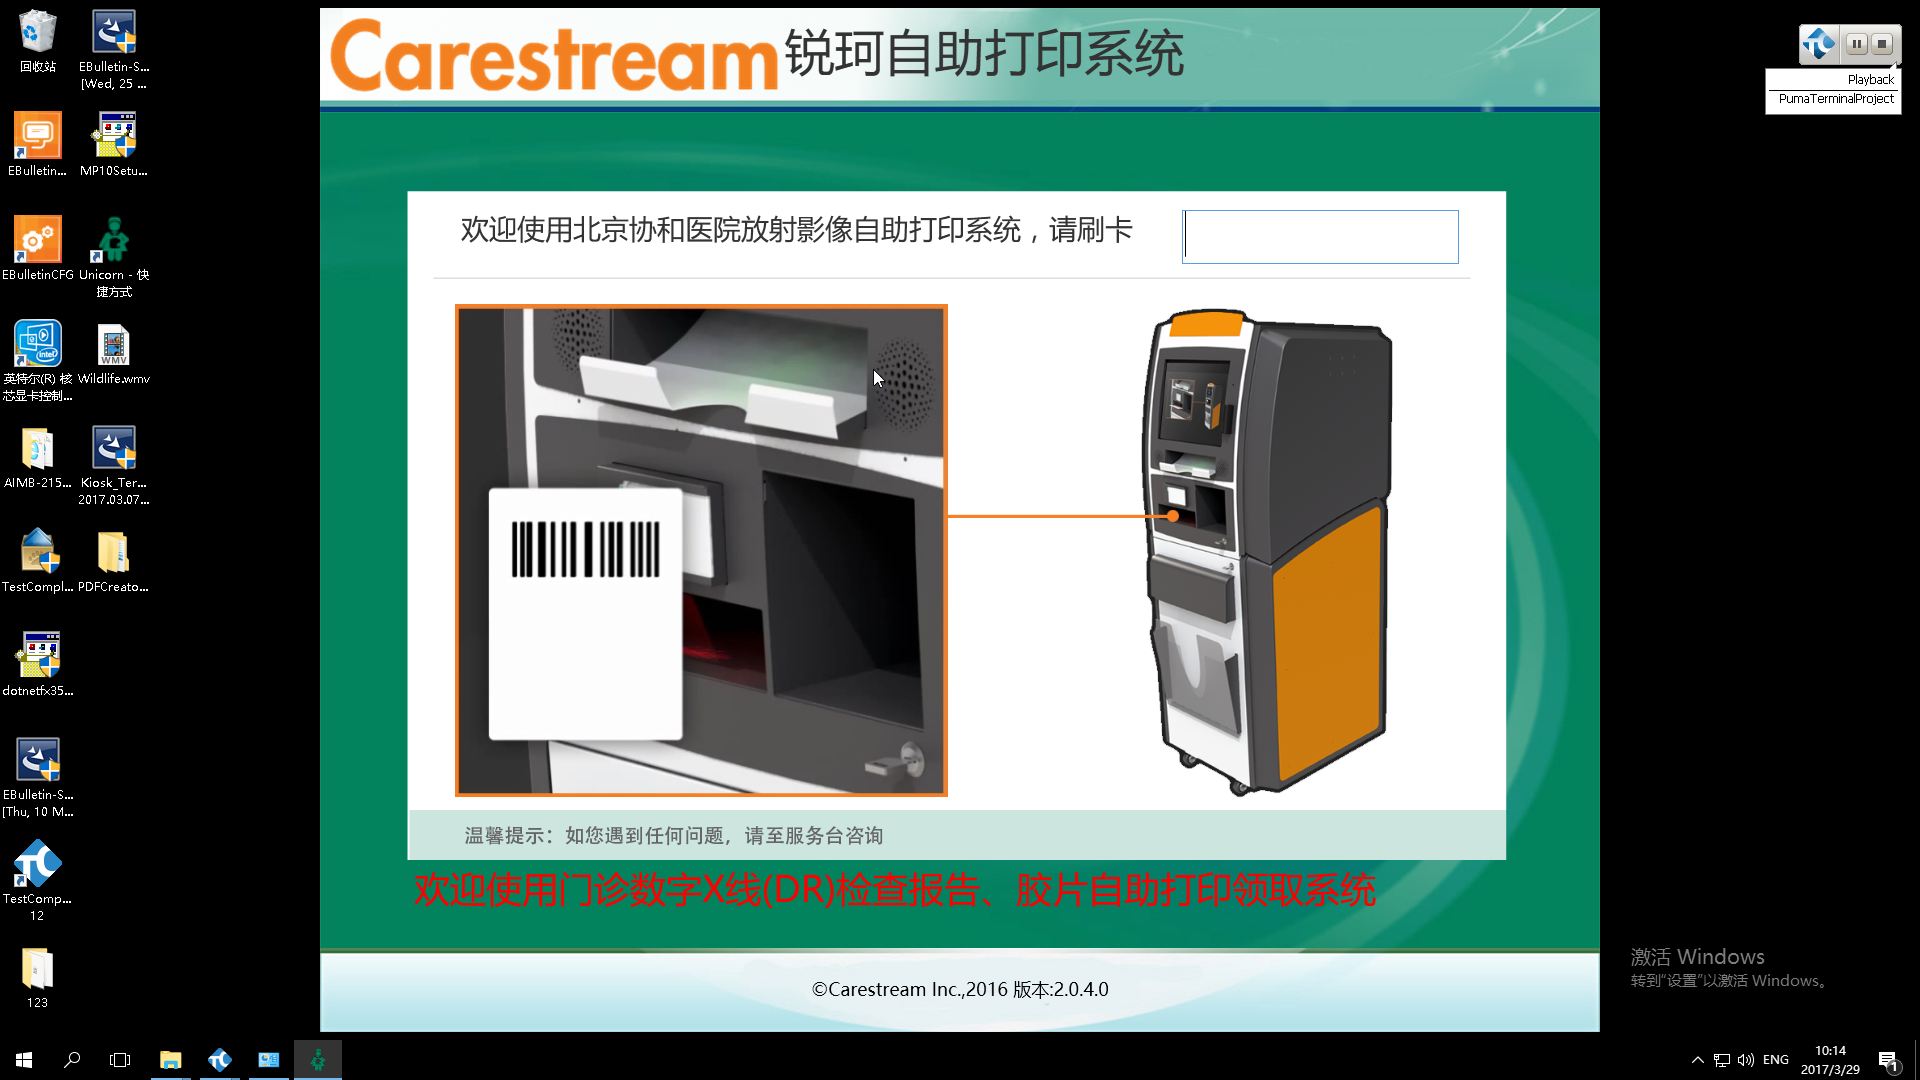 回收站
EBulletin-S...
[Wed, 25 ...
EBulletin...
MP10Setu...
EBulletinCFG
Unicorn - 快
捷方式
英特尔(R) 核
芯显卡控制...
WMV
Wildlife.wmv
AIMB-215...
Kiosk_Ter...
2017.03.07...
TestCompl...
PDFCreato...
dotnetfx35...
EBulletin-S...
[Thu, 10 M...
TestComp...
12
123
Carestream 锐珂自助打印系统
欢迎使用北京协和医院放射影像自助打印系统，请刷卡
温馨提示：如您遇到任何问题，请至服务台咨询
欢迎使用门诊数字X线(DR)检查报告、胶片自助打印领取系统
©Carestream Inc.,2016 版本:2.0.4.0
Playback
PumaTerminalProject
激活 Windows
转到"设置"以激活 Windows。
ENG
10:14
2017/3/29
1